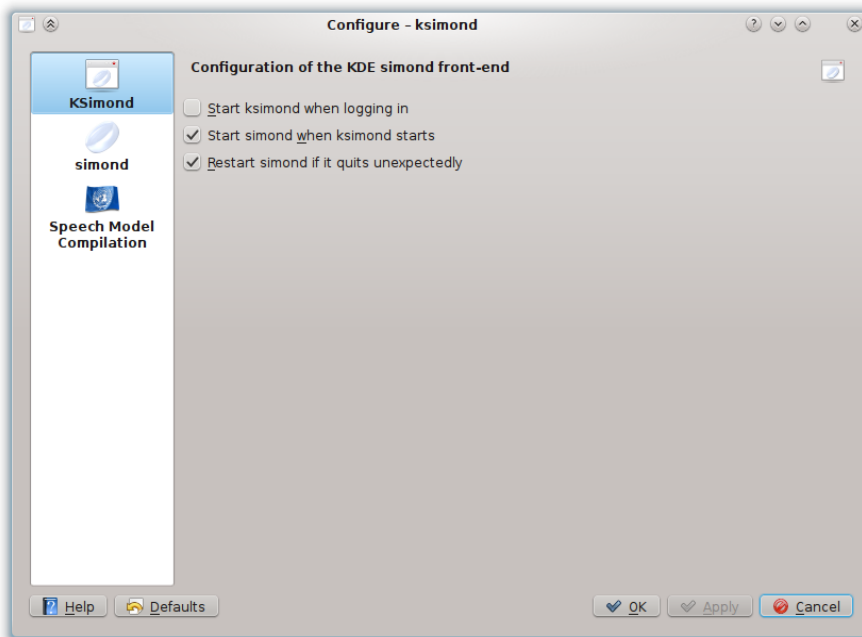 Configure – ksimond
KSimond
simond
Speech Model
Compilation
Configuration of the KDE simond front-end
Start ksimond when logging in
Start simond when ksimond starts
Restart simond if it quits unexpectedly
Help
Defaults
OK
Apply
Cancel